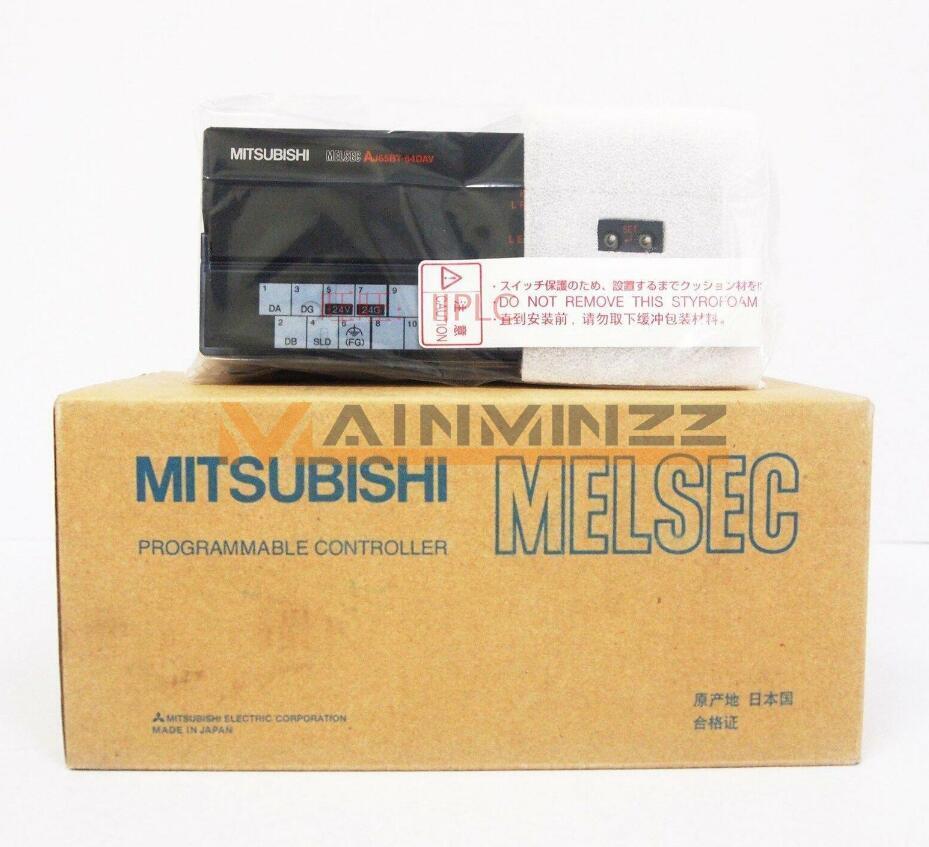 MITSUBISHI MELSEC AJ65BT-64DAV
SET
1 3 5 7 9
DA DG +24V 24G
2 4 6 8 10
DB SLD (FG)
CAUTION 注意
・スイッチ保護のため、設置するまでクッション材を
DO NOT REMOVE THIS STYROFOAM
・直到安装前，请勿取下缓冲包装材料。
PLC
MAINMINZZ
MITSUBISHI MELSEC
PROGRAMMABLE CONTROLLER
MITSUBISHI ELECTRIC CORPORATION
MADE IN JAPAN
原产地 日本国
合格证